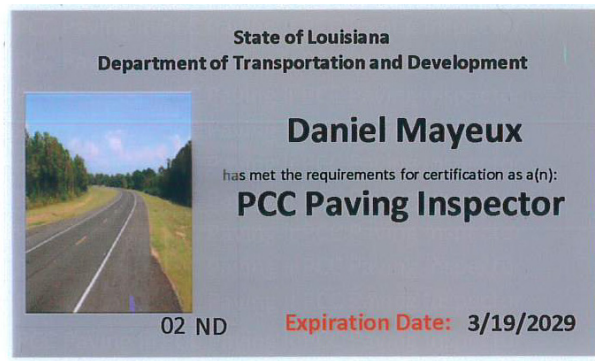 State of Louisiana
Department of Transportation and Development
Daniel Mayeux
has met the requirements for certification as a(n):
PCC Paving Inspector
02 ND
Expiration Date: 3/19/2029